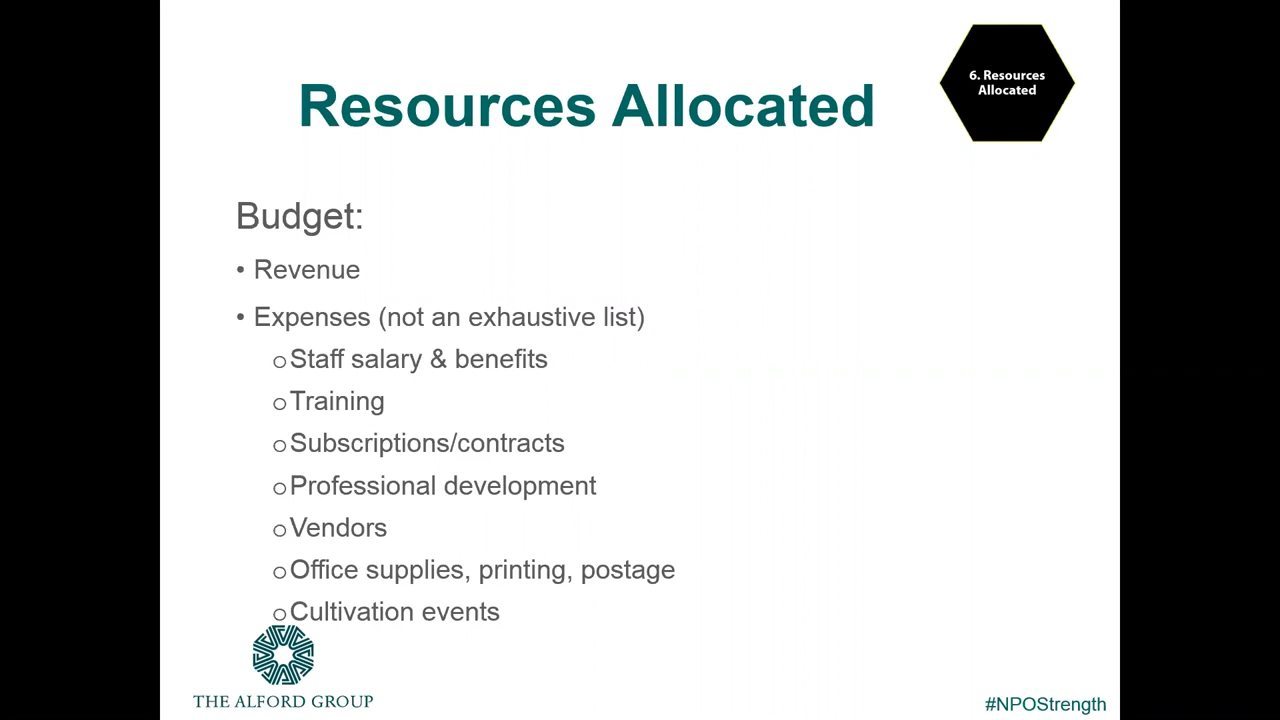 Resources Allocated
6. Resources
Allocated
Budget:
• Revenue
• Expenses (not an exhaustive list)
o Staff salary & benefits
o Training
o Subscriptions/contracts
o Professional development
o Vendors
o Office supplies, printing, postage
o Cultivation events
THE ALFORD GROUP
#NPOStrength